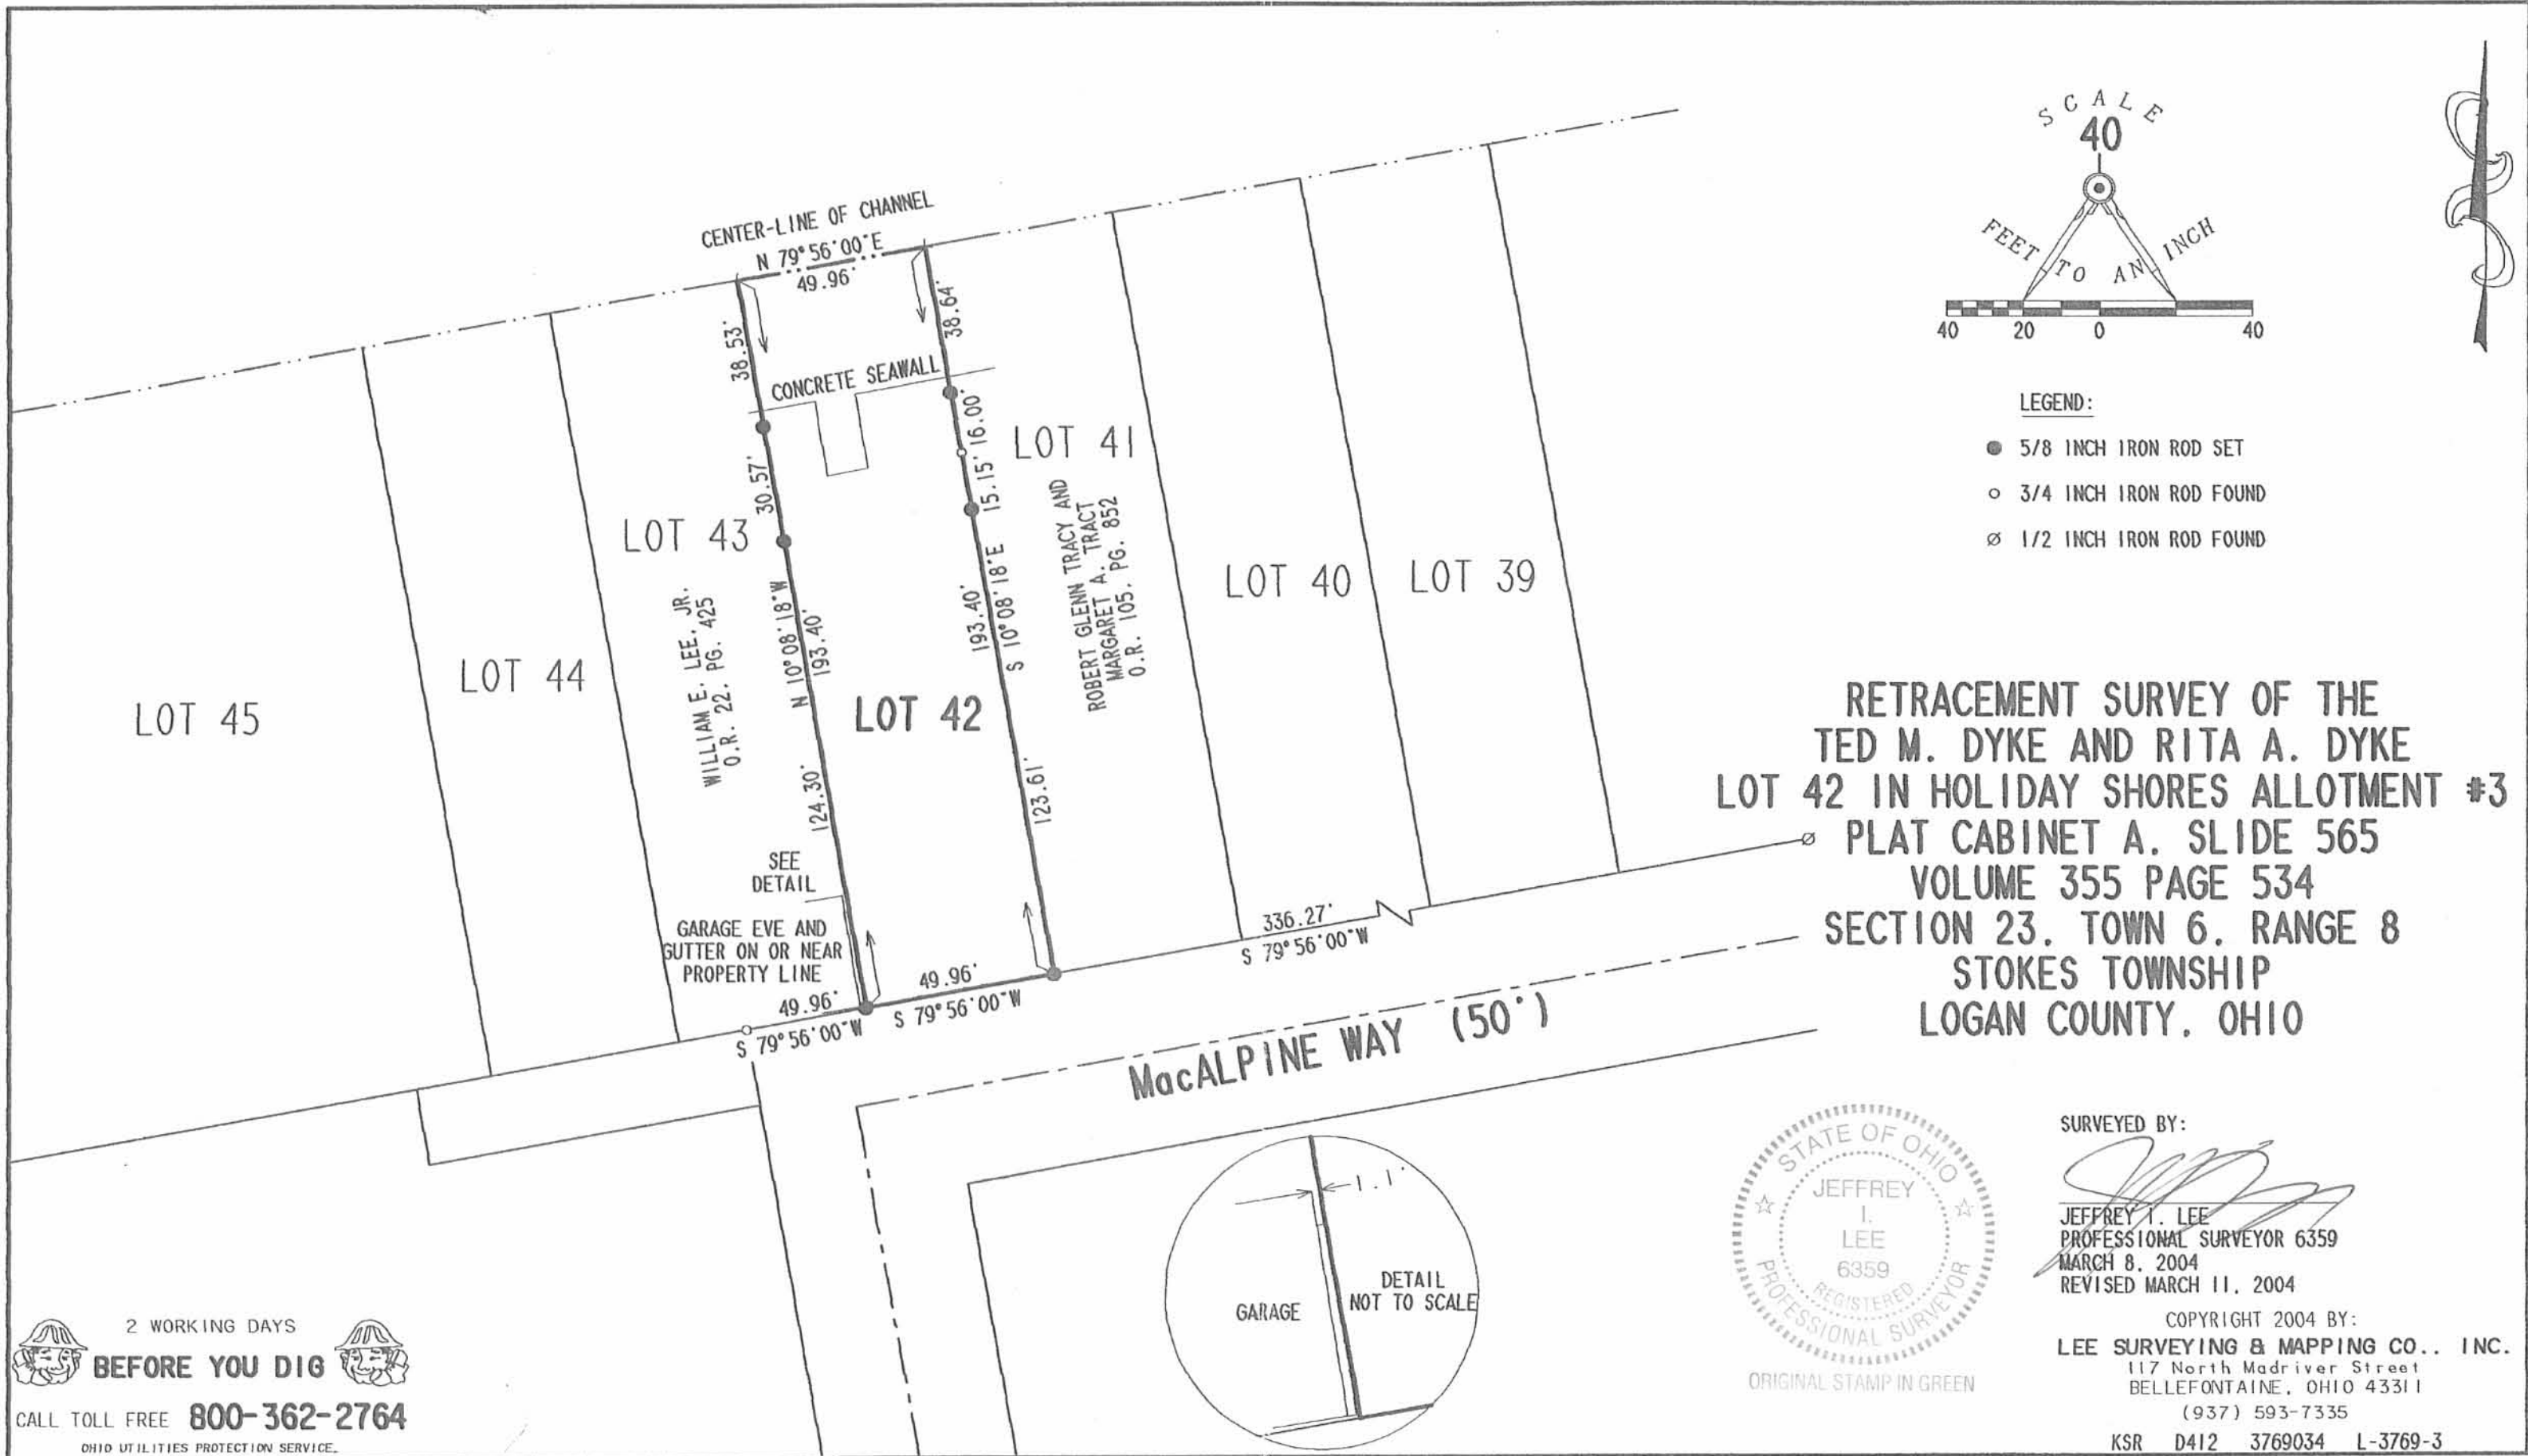 CENTER-LINE OF CHANNEL
N 79°56'00"E
49.96'
38.53'
38.64'
CONCRETE SEAWALL
30.57'
16.00'
15.15'
LOT 45
LOT 44
LOT 43
LOT 42
LOT 41
LOT 40
LOT 39
WILLIAM E. LEE, JR.
O.R. 22, PG. 425
N 10°08'18"W
193.40'
193.40'
S 10°08'18"E
ROBERT GLENN TRACY AND
MARGARET A. TRACT
O.R. 105, PG. 852
124.30'
123.61'
SEE
DETAIL
GARAGE EVE AND
GUTTER ON OR NEAR
PROPERTY LINE
49.96'
S 79°56'00"W
49.96'
S 79°56'00"W
336.27'
S 79°56'00"W
MacALPINE WAY (50')
1.1'
GARAGE
DETAIL
NOT TO SCALE
SCALE
40
FEET TO AN INCH
40 20 0 40
LEGEND:
● 5/8 INCH IRON ROD SET
○ 3/4 INCH IRON ROD FOUND
ø 1/2 INCH IRON ROD FOUND
RETRACEMENT SURVEY OF THE
TED M. DYKE AND RITA A. DYKE
LOT 42 IN HOLIDAY SHORES ALLOTMENT #3
PLAT CABINET A, SLIDE 565
VOLUME 355 PAGE 534
SECTION 23, TOWN 6, RANGE 8
STOKES TOWNSHIP
LOGAN COUNTY, OHIO
STATE OF OHIO
JEFFREY
I.
LEE
6359
REGISTERED
PROFESSIONAL SURVEYOR
ORIGINAL STAMP IN GREEN
SURVEYED BY:
JEFFREY I. LEE
PROFESSIONAL SURVEYOR 6359
MARCH 8, 2004
REVISED MARCH 11, 2004
COPYRIGHT 2004 BY:
LEE SURVEYING & MAPPING CO., INC.
117 North Madriver Street
BELLEFONTAINE, OHIO 43311
(937) 593-7335
KSR D412 3769034 L-3769-3
2 WORKING DAYS
BEFORE YOU DIG
CALL TOLL FREE 800-362-2764
OHIO UTILITIES PROTECTION SERVICE.